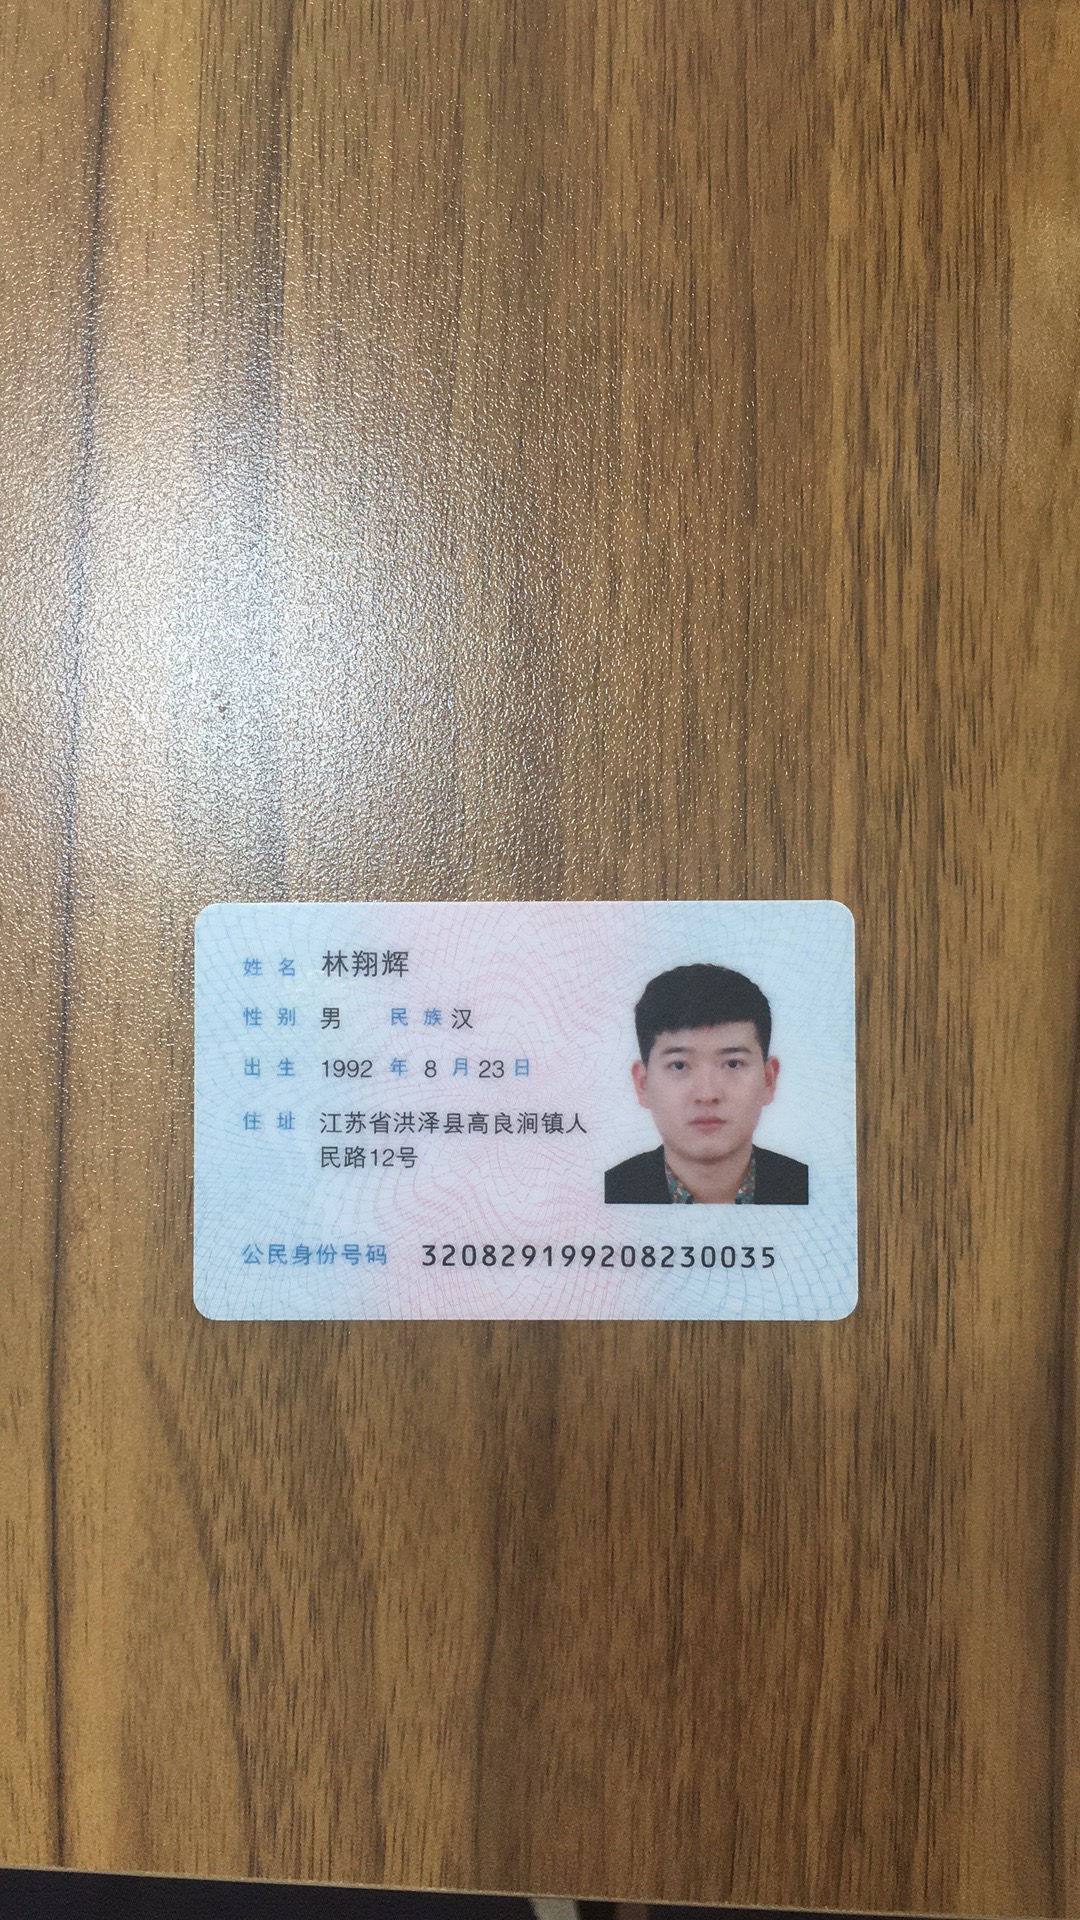 姓名 林翔辉
性别 男 民族 汉
出生 1992 年 8 月 23 日
住址 江苏省洪泽县高良涧镇人
民路12号
公民身份号码 320829199208230035